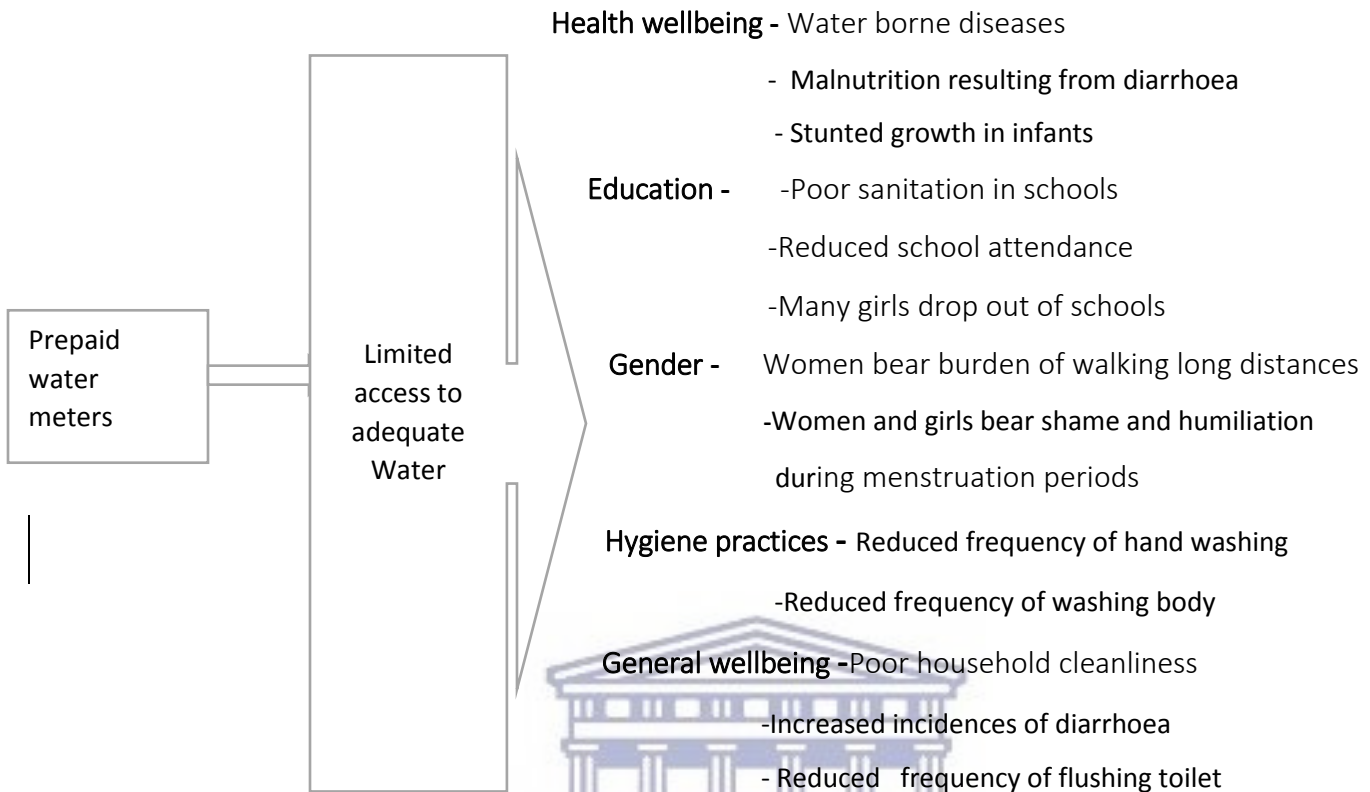 Health wellbeing - Water borne diseases
- Malnutrition resulting from diarrhoea
- Stunted growth in infants
Education - -Poor sanitation in schools
-Reduced school attendance
-Many girls drop out of schools
Prepaid
water
meters
Limited
access to
adequate
Water
Gender - Women bear burden of walking long distances
-Women and girls bear shame and humiliation
during menstruation periods
Hygiene practices - Reduced frequency of hand washing
-Reduced frequency of washing body
General wellbeing -Poor household cleanliness
-Increased incidences of diarrhoea
- Reduced frequency of flushing toilet